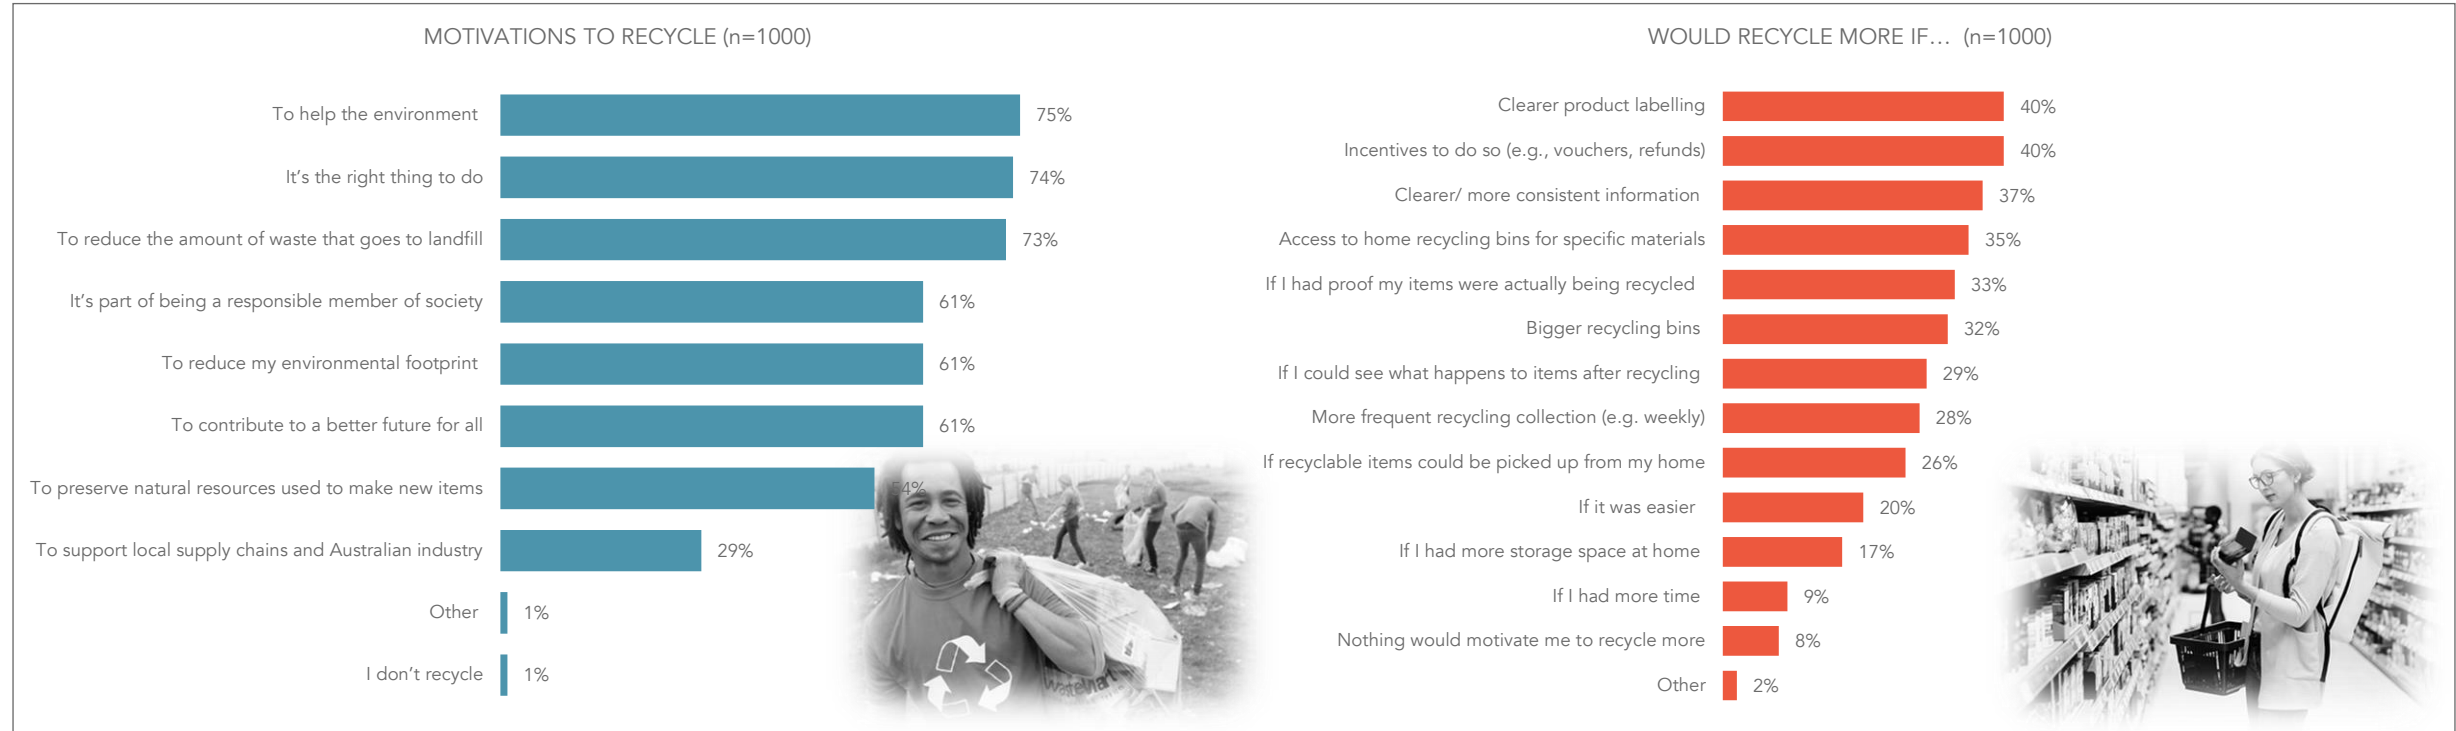 MOTIVATIONS TO RECYCLE (n=1000)
To help the environment 75%
It's the right thing to do 74%
To reduce the amount of waste that goes to landfill 73%
It's part of being a responsible member of society 61%
To reduce my environmental footprint 61%
To contribute to a better future for all 61%
To preserve natural resources used to make new items 54%
To support local supply chains and Australian industry 29%
Other 1%
I don't recycle 1%
WOULD RECYCLE MORE IF… (n=1000)
Clearer product labelling 40%
Incentives to do so (e.g., vouchers, refunds) 40%
Clearer/ more consistent information 37%
Access to home recycling bins for specific materials 35%
If I had proof my items were actually being recycled 33%
Bigger recycling bins 32%
If I could see what happens to items after recycling 29%
More frequent recycling collection (e.g. weekly) 28%
If recyclable items could be picked up from my home 26%
If it was easier 20%
If I had more storage space at home 17%
If I had more time 9%
Nothing would motivate me to recycle more 8%
Other 2%